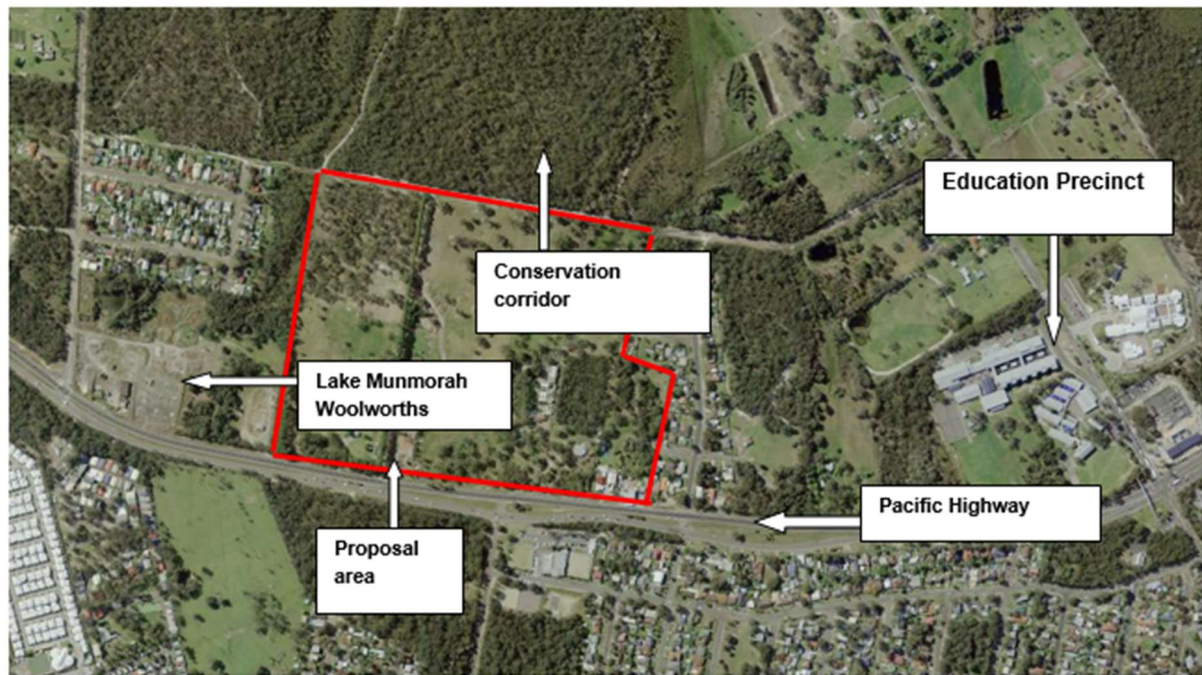 Education Precinct
Conservation
corridor
Lake Munmorah
Woolworths
Pacific Highway
Proposal
area